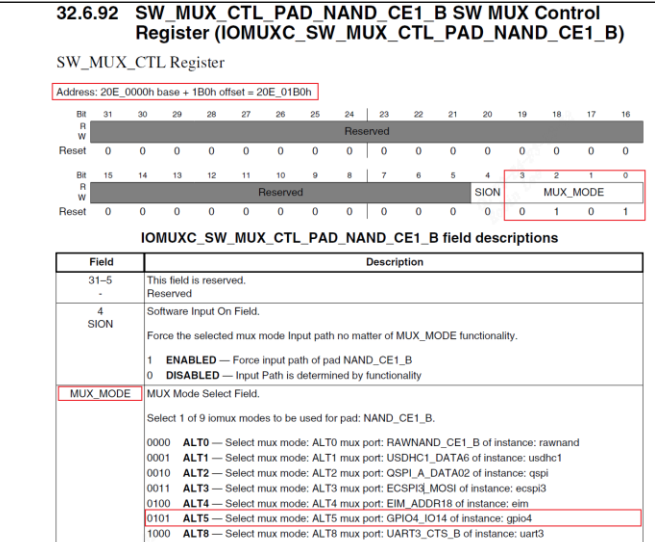 32.6.92 SW_MUX_CTL_PAD_NAND_CE1_B SW MUX Control
Register (IOMUXC_SW_MUX_CTL_PAD_NAND_CE1_B)
SW_MUX_CTL Register
Address: 20E_0000h base + 1B0h offset = 20E_01B0h
Bit 31 30 29 28 27 26 25 24 23 22 21 20 19 18 17 16
R
Reserved
W
Reset 0 0 0 0 0 0 0 0 0 0 0 0 0 0 0 0
Bit 15 14 13 12 11 10 9 8 7 6 5 4 3 2 1 0
R
Reserved SION MUX_MODE
W
Reset 0 0 0 0 0 0 0 0 0 0 0 0 0 1 0 1
IOMUXC_SW_MUX_CTL_PAD_NAND_CE1_B field descriptions
Field Description
31–5 This field is reserved.
- Reserved
4 Software Input On Field.
SION
Force the selected mux mode Input path no matter of MUX_MODE functionality.
1 ENABLED — Force input path of pad NAND_CE1_B
0 DISABLED — Input Path is determined by functionality
MUX_MODE MUX Mode Select Field.
Select 1 of 9 iomux modes to be used for pad: NAND_CE1_B.
0000 ALT0 — Select mux mode: ALT0 mux port: RAWNAND_CE1_B of instance: rawnand
0001 ALT1 — Select mux mode: ALT1 mux port: USDHC1_DATA6 of instance: usdhc1
0010 ALT2 — Select mux mode: ALT2 mux port: QSPI_A_DATA02 of instance: qspi
0011 ALT3 — Select mux mode: ALT3 mux port: ECSPI3_MOSI of instance: ecspi3
0100 ALT4 — Select mux mode: ALT4 mux port: EIM_ADDR18 of instance: eim
0101 ALT5 — Select mux mode: ALT5 mux port: GPIO4_IO14 of instance: gpio4
1000 ALT8 — Select mux mode: ALT8 mux port: UART3_CTS_B of instance: uart3